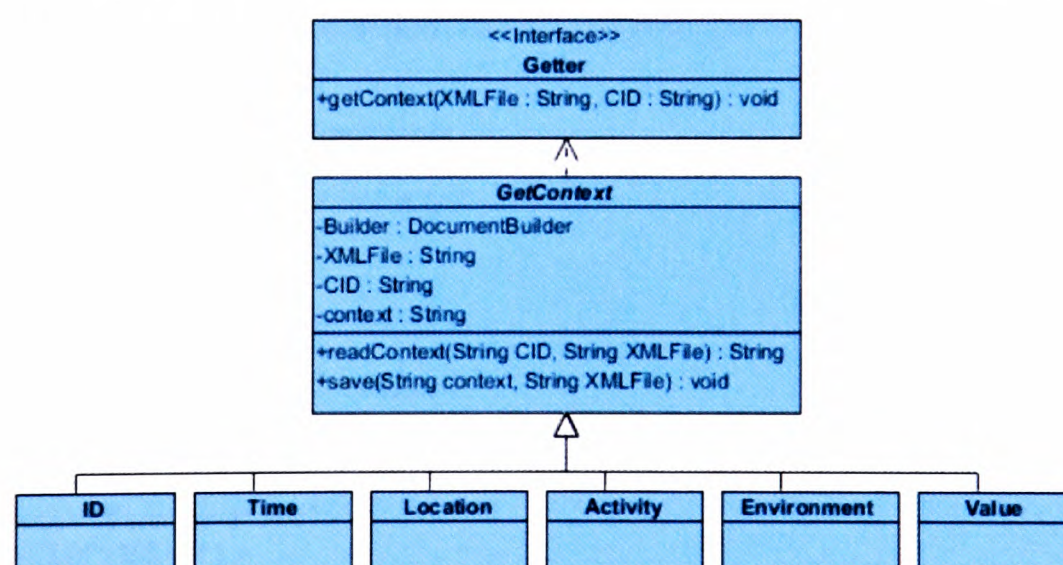 <<Interface>>
Getter
+getContext(XMLFile : String, CID : String) : void
GetContext
-Builder : DocumentBuilder
-XMLFile : String
-CID : String
-context : String
+readContext(String CID, String XMLFile) : String
+save(String context, String XMLFile) : void
ID Time Location Activity Environment Value